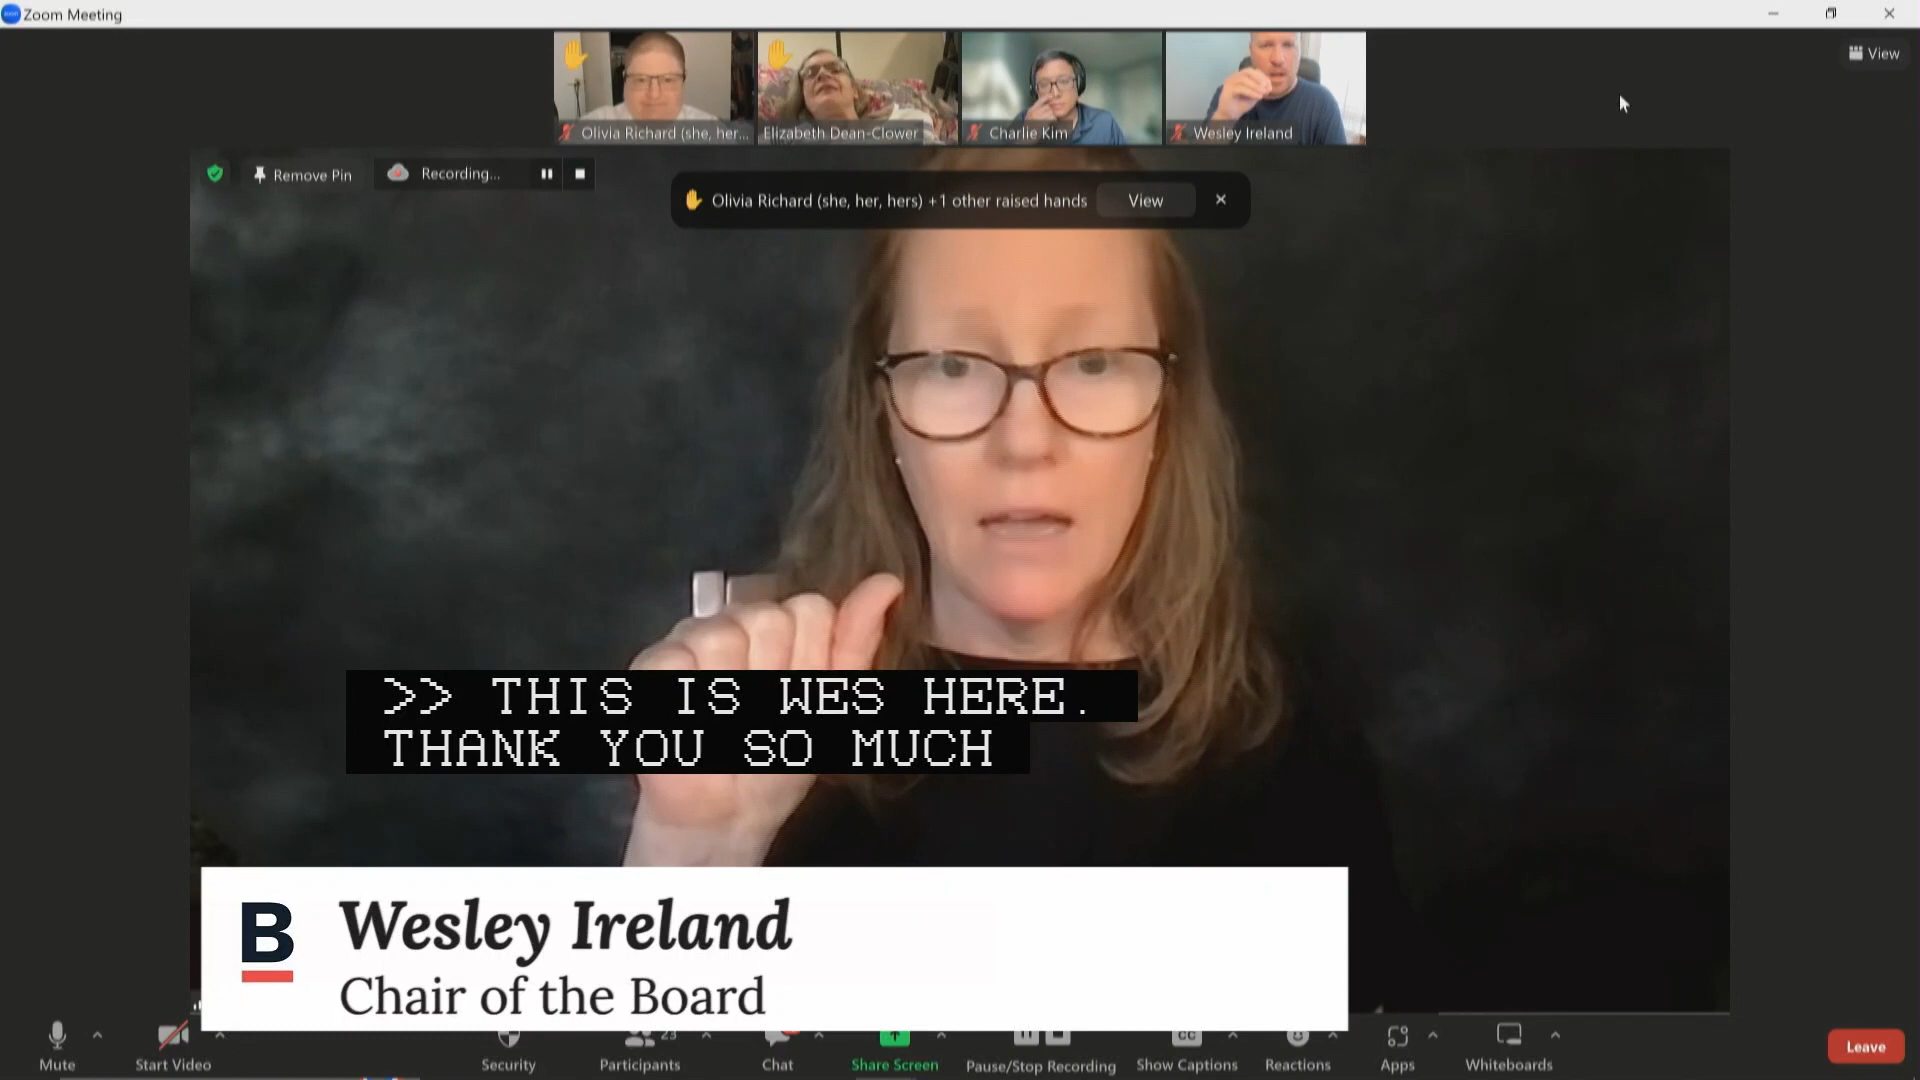 Zoom Meeting
View
Olivia Richard (she, her...
Elizabeth Dean-Clower
Charlie Kim
Wesley Ireland
Remove Pin
Recording...
Olivia Richard (she, her, hers) +1 other raised hands
View
>> THIS IS WES HERE.
THANK YOU SO MUCH
B
Wesley Ireland
Chair of the Board
Mute
Start Video
Security
23
Participants
Chat
Share Screen
Pause/Stop Recording
CC
Show Captions
Reactions
Apps
Whiteboards
Leave